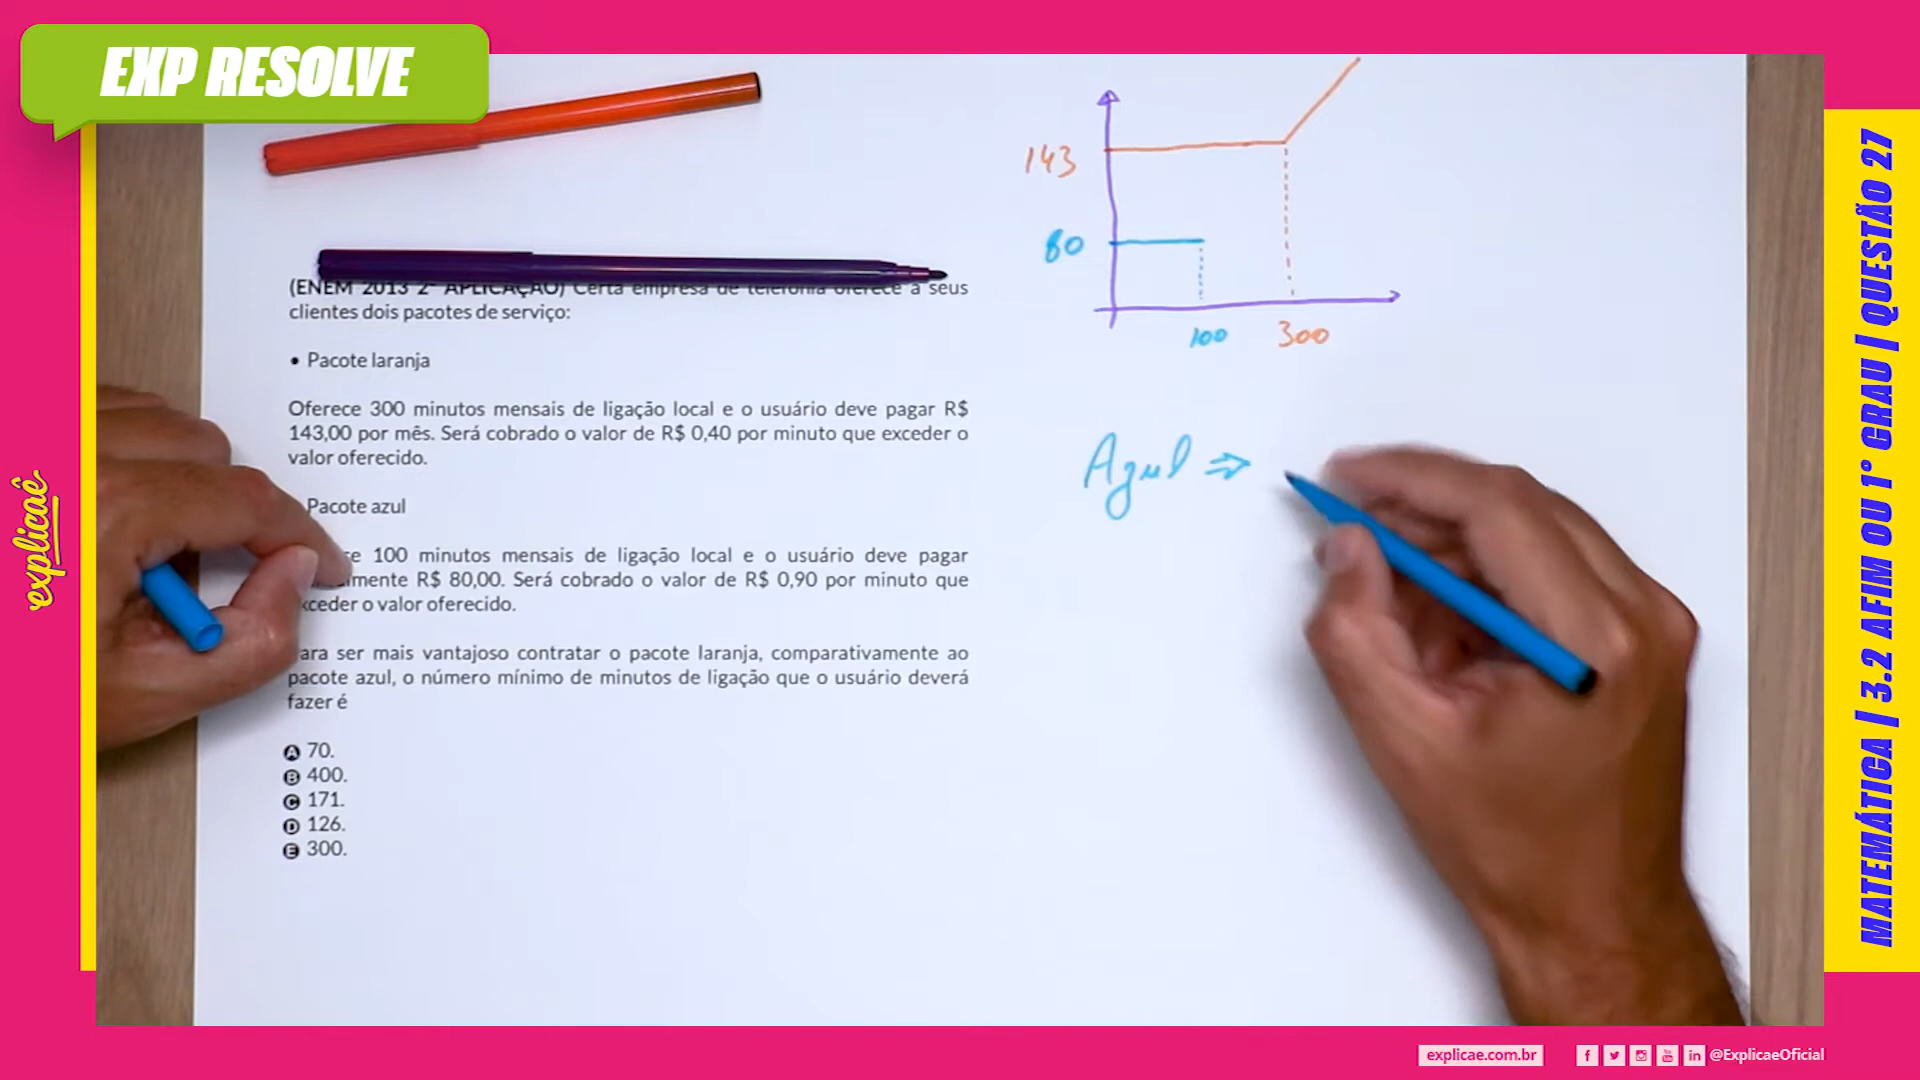 EXP RESOLVE
143
80
100
300
(ENEM 2013 2ª APLICAÇÃO) Certa empresa de telefonia oferece a seus
clientes dois pacotes de serviço:
• Pacote laranja
Oferece 300 minutos mensais de ligação local e o usuário deve pagar R$
143,00 por mês. Será cobrado o valor de R$ 0,40 por minuto que exceder o
valor oferecido.
Pacote azul
100 minutos mensais de ligação local e o usuário deve pagar
R$ 80,00. Será cobrado o valor de R$ 0,90 por minuto que
exceder o valor oferecido.
Para ser mais vantajoso contratar o pacote laranja, comparativamente ao
pacote azul, o número mínimo de minutos de ligação que o usuário deverá
fazer é
A 70.
B 400.
C 171.
D 126.
E 300.
Azul ⇒
explicaê
MATEMÁTICA | 3.2 AFIM OU 1° GRAU | QUESTÃO 27
explicae.com.br
@ExplicaeOficial